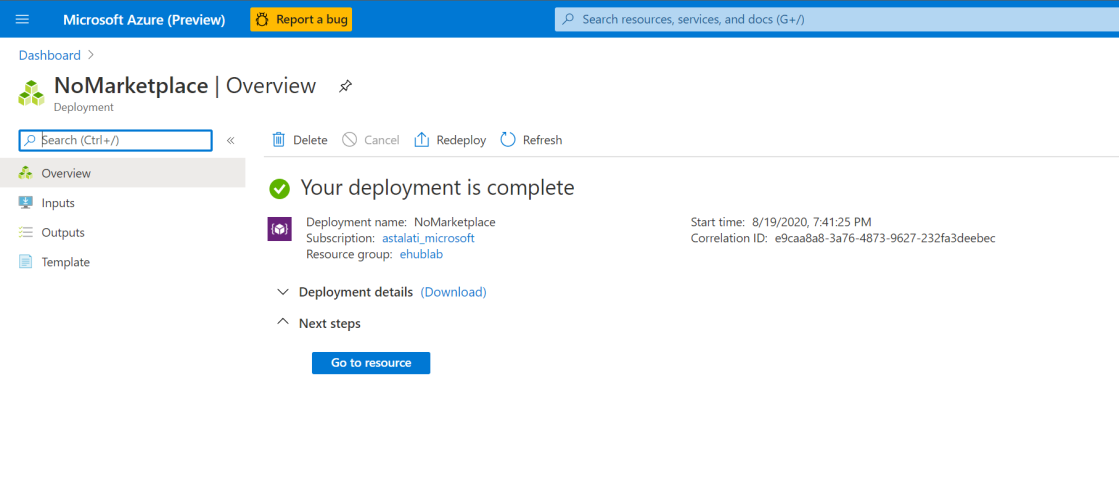 Microsoft Azure (Preview)
Report a bug
Search resources, services, and docs (G+/)
Dashboard >
NoMarketplace | Overview
Deployment
Search (Ctrl+/)
«
Delete
Cancel
Redeploy
Refresh
Overview
Inputs
Outputs
Template
Your deployment is complete
Deployment name: NoMarketplace
Subscription: astalati_microsoft
Resource group: ehublab
Start time: 8/19/2020, 7:41:25 PM
Correlation ID: e9caa8a8-3a76-4873-9627-232fa3deebec
Deployment details (Download)
Next steps
Go to resource